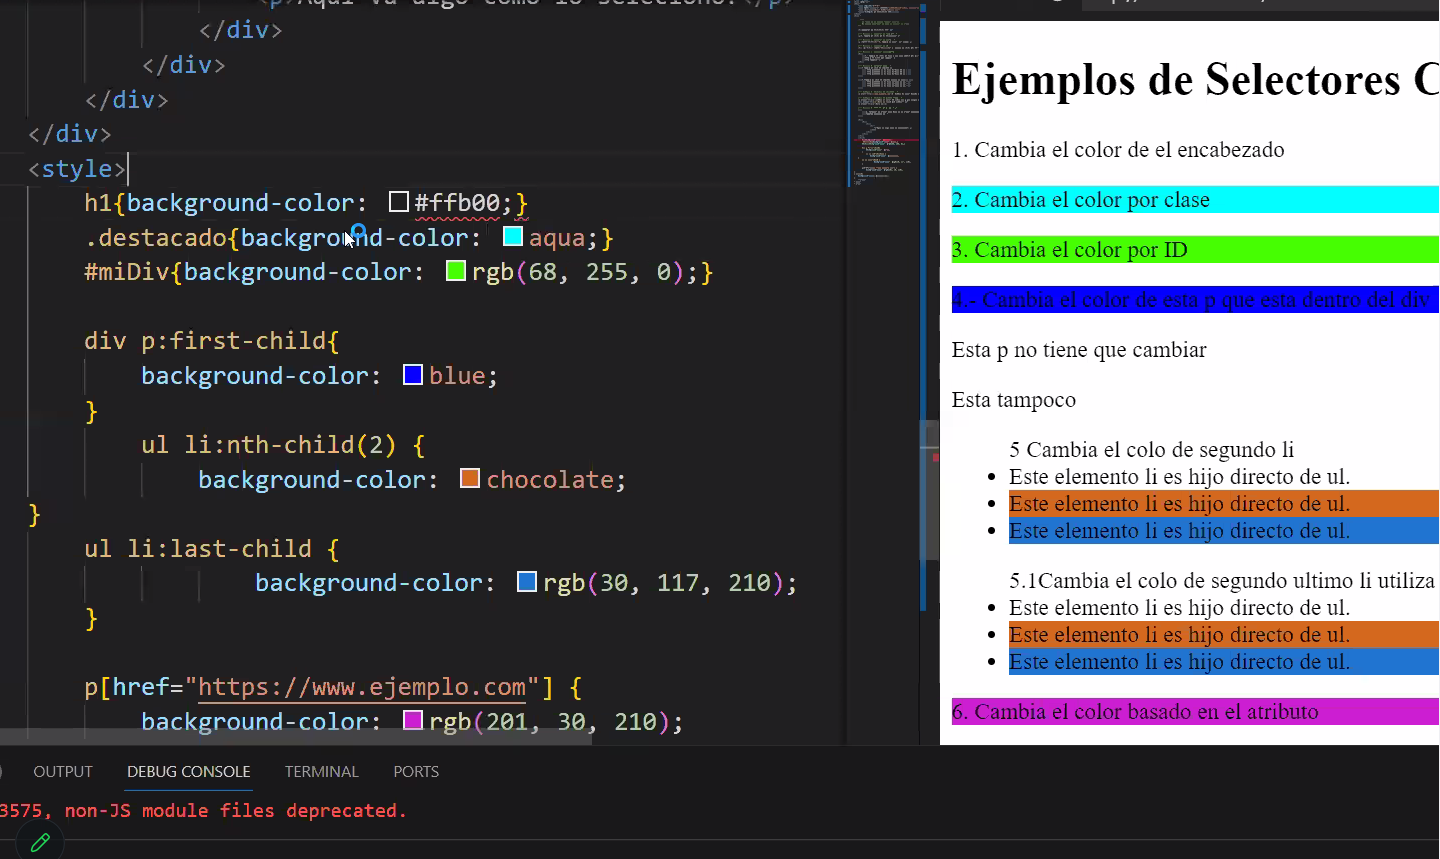 <p>Aqui va algo como lo seleciono.</p>
</div>
</div>
</div>
</div>
<style>
h1{background-color: #ffb00;}
.destacado{background-color: aqua;}
#miDiv{background-color: rgb(68, 255, 0);}
div p:first-child{
background-color: blue;
}
ul li:nth-child(2) {
background-color: chocolate;
}
ul li:last-child {
background-color: rgb(30, 117, 210);
}
p[href="https://www.ejemplo.com"] {
background-color: rgb(201, 30, 210);
OUTPUT
DEBUG CONSOLE
TERMINAL
PORTS
3575, non-JS module files deprecated.
Ejemplos de Selectores C
1. Cambia el color de el encabezado
2. Cambia el color por clase
3. Cambia el color por ID
4.- Cambia el color de esta p que esta dentro del div
Esta p no tiene que cambiar
Esta tampoco
5 Cambia el colo de segundo li
Este elemento li es hijo directo de ul.
Este elemento li es hijo directo de ul.
Este elemento li es hijo directo de ul.
5.1Cambia el colo de segundo ultimo li utiliza
Este elemento li es hijo directo de ul.
Este elemento li es hijo directo de ul.
Este elemento li es hijo directo de ul.
6. Cambia el color basado en el atributo